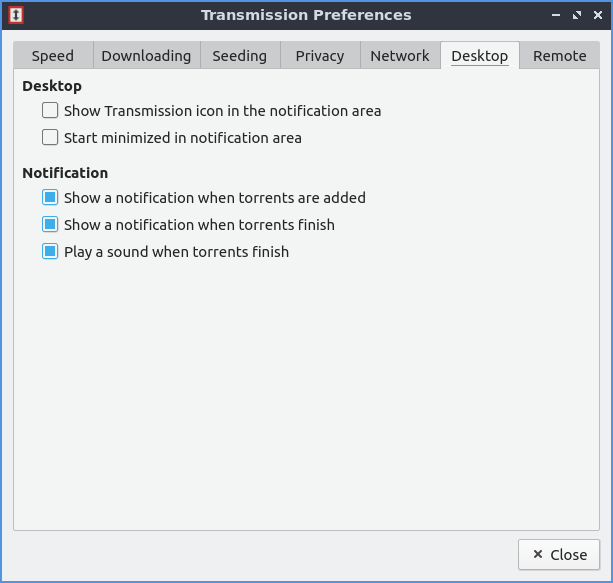 Transmission Preferences
Speed Downloading Seeding Privacy Network Desktop Remote
Desktop
Show Transmission icon in the notification area
Start minimized in notification area
Notification
Show a notification when torrents are added
Show a notification when torrents finish
Play a sound when torrents finish
Close